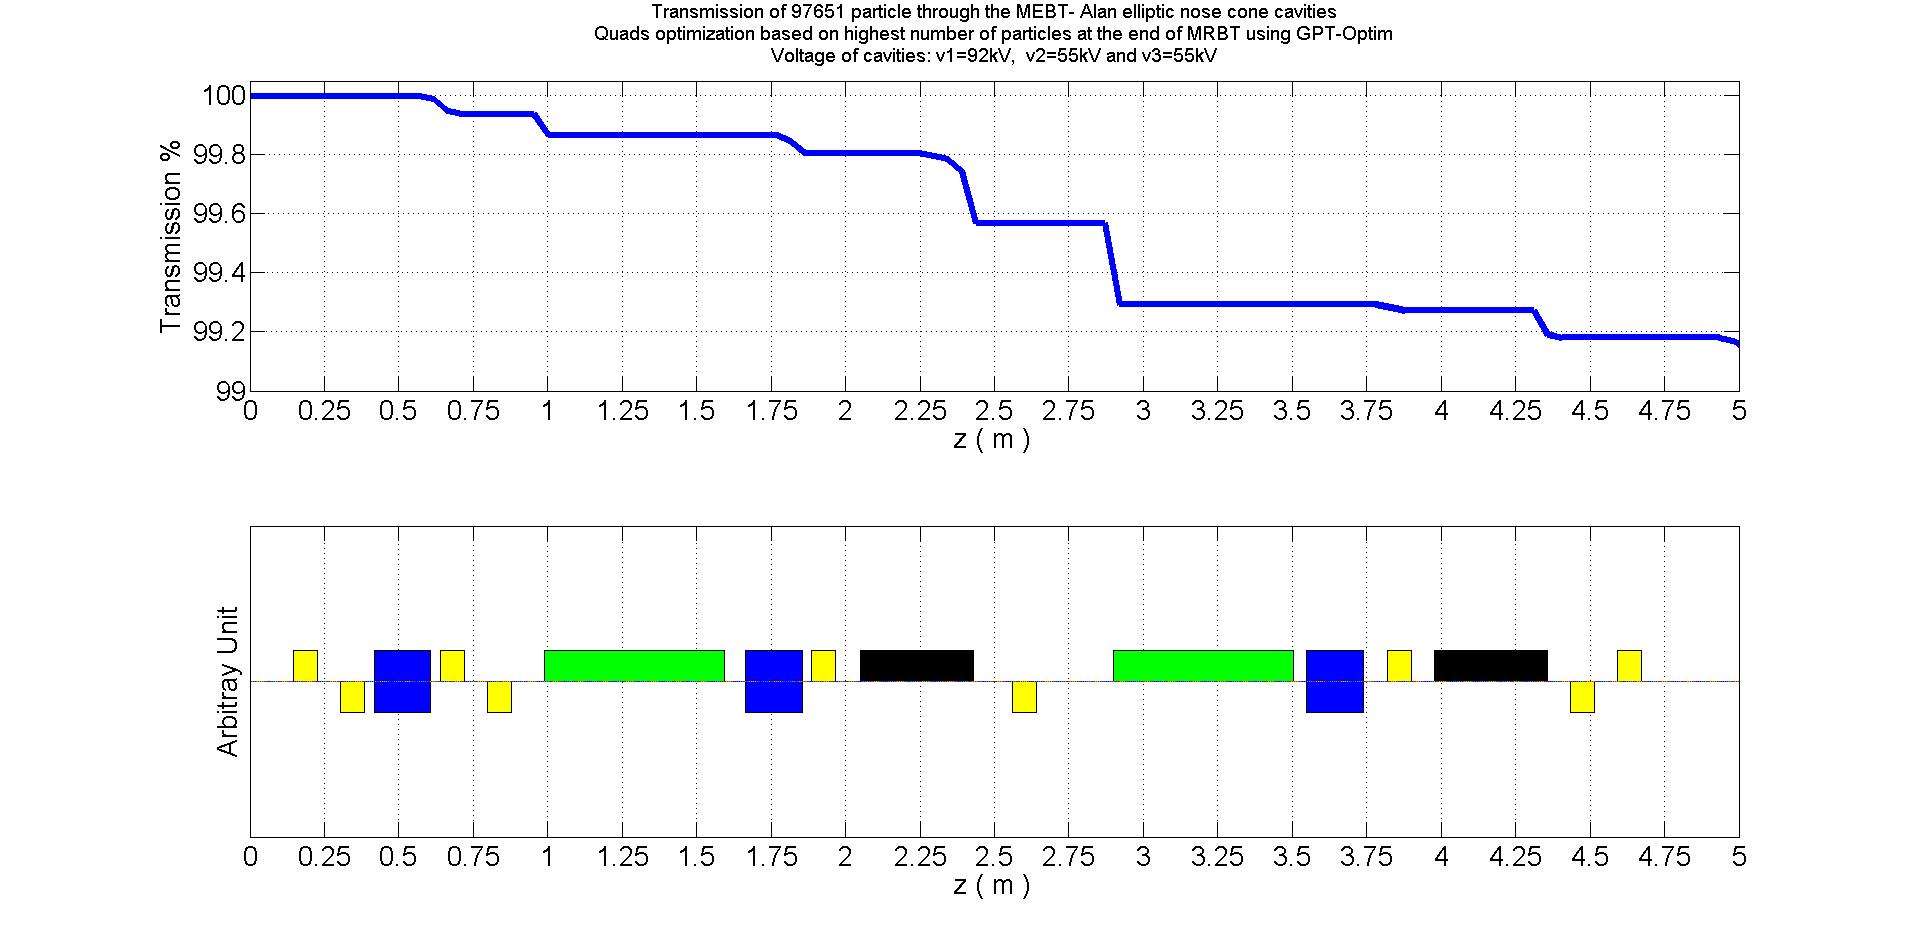 Transmission of 97651 particle through the MEBT- Alan elliptic nose cone cavities
Quads optimization based on highest number of particles at the end of MRBT using GPT-Optim
Voltage of cavities: v1=92kV, v2=55kV and v3=55kV
Transmission %
100
99.8
99.6
99.4
99.2
99
0 0.25 0.5 0.75 1 1.25 1.5 1.75 2 2.25 2.5 2.75 3 3.25 3.5 3.75 4 4.25 4.5 4.75 5
z ( m )
Arbitray Unit
0 0.25 0.5 0.75 1 1.25 1.5 1.75 2 2.25 2.5 2.75 3 3.25 3.5 3.75 4 4.25 4.5 4.75 5
z ( m )